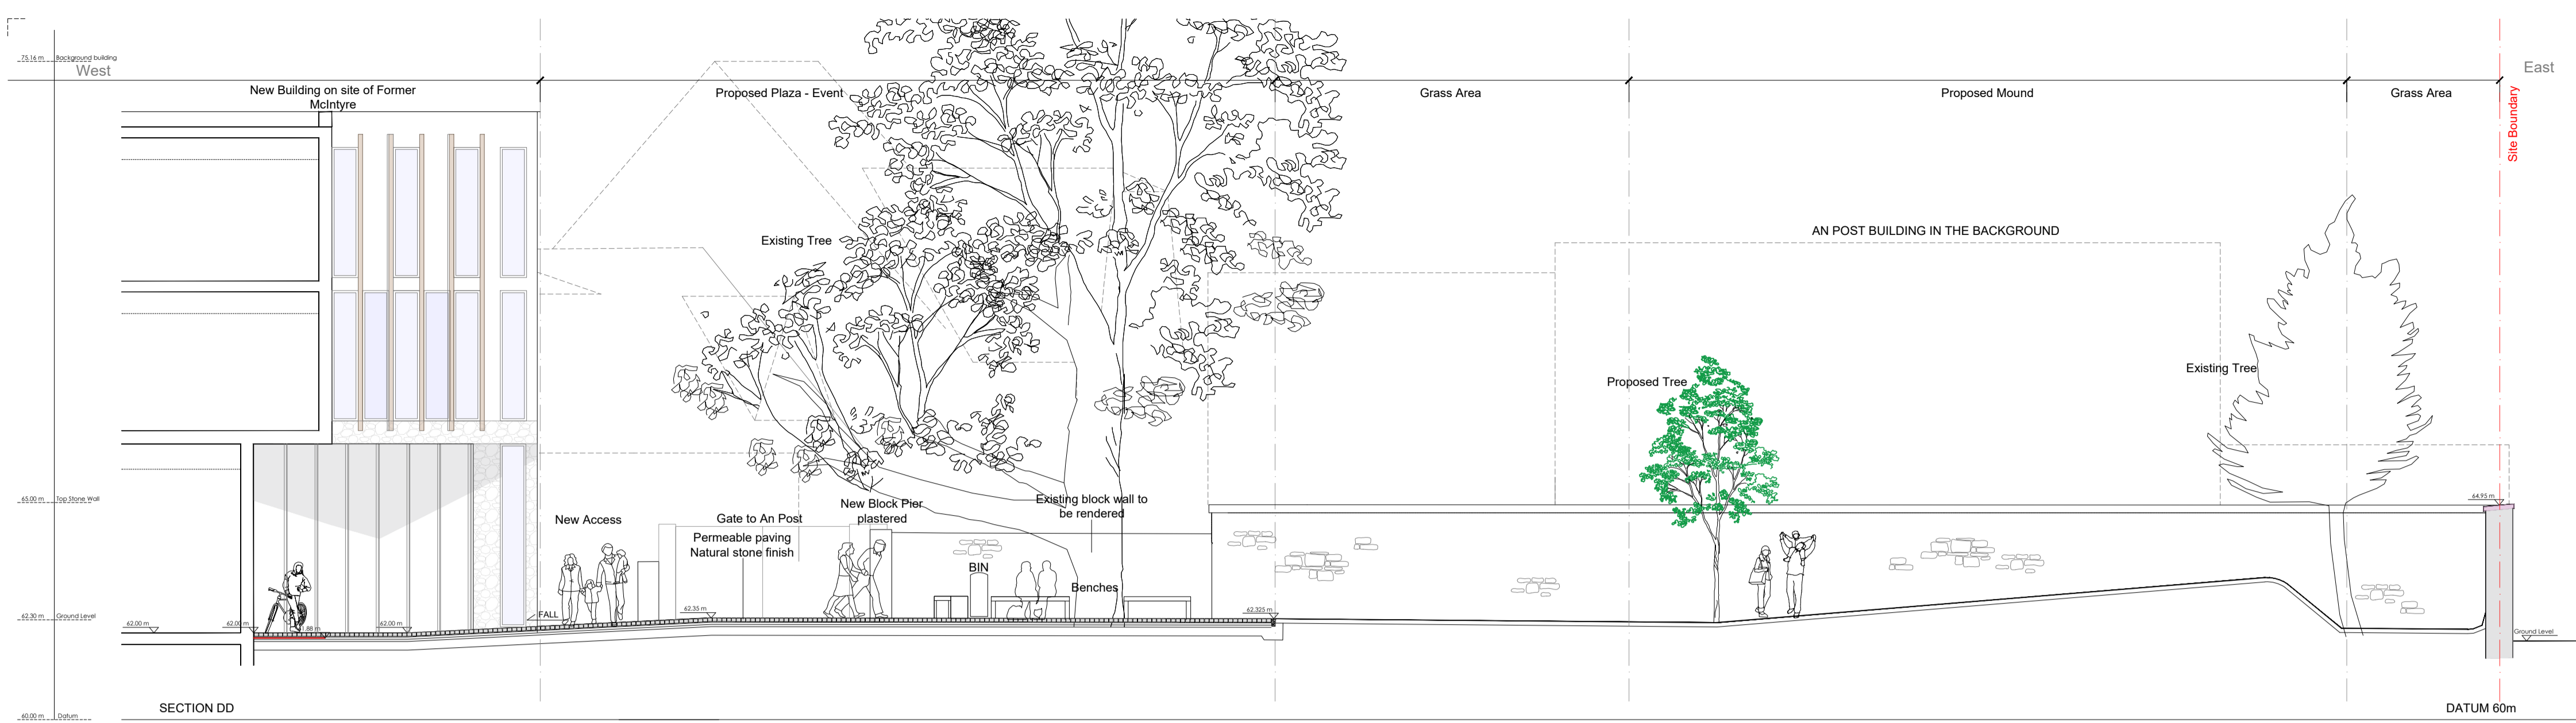 75.16 m Background building
West
East
New Building on site of Former
McIntyre
Proposed Plaza - Event
Grass Area
Proposed Mound
Grass Area
Site Boundary
Existing Tree
AN POST BUILDING IN THE BACKGROUND
Existing Tree
Proposed Tree
65.00 m Top Stone Wall
64.95 m
New Access
Gate to An Post
Permeable paving
Natural stone finish
New Block Pier
plastered
Existing block wall to
be rendered
BIN
Benches
62.30 m Ground Level
FALL
62.35 m
62.325 m
62.00 m
62.00 m
62.00 m
Ground Level
SECTION DD
DATUM 60m
60.00 m Datum